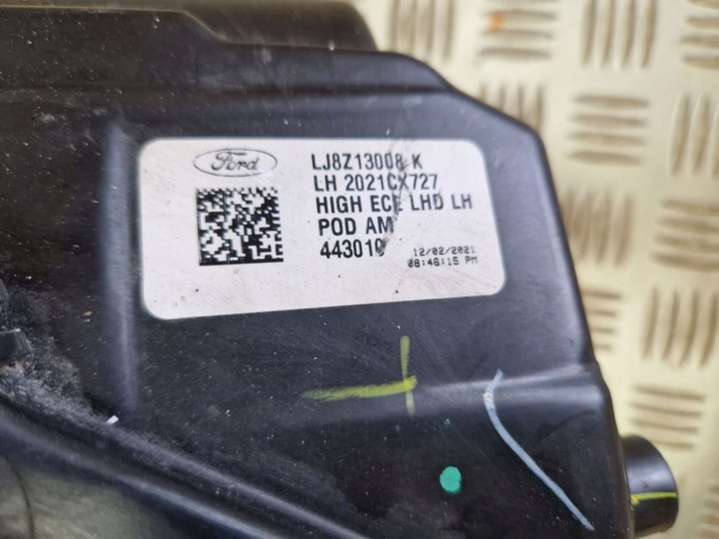 Ford
LJ8Z13008 K
LH 2021CX727
HIGH ECE LHD LH
POD AM
443019
12/02/2021
08:46:15 PM